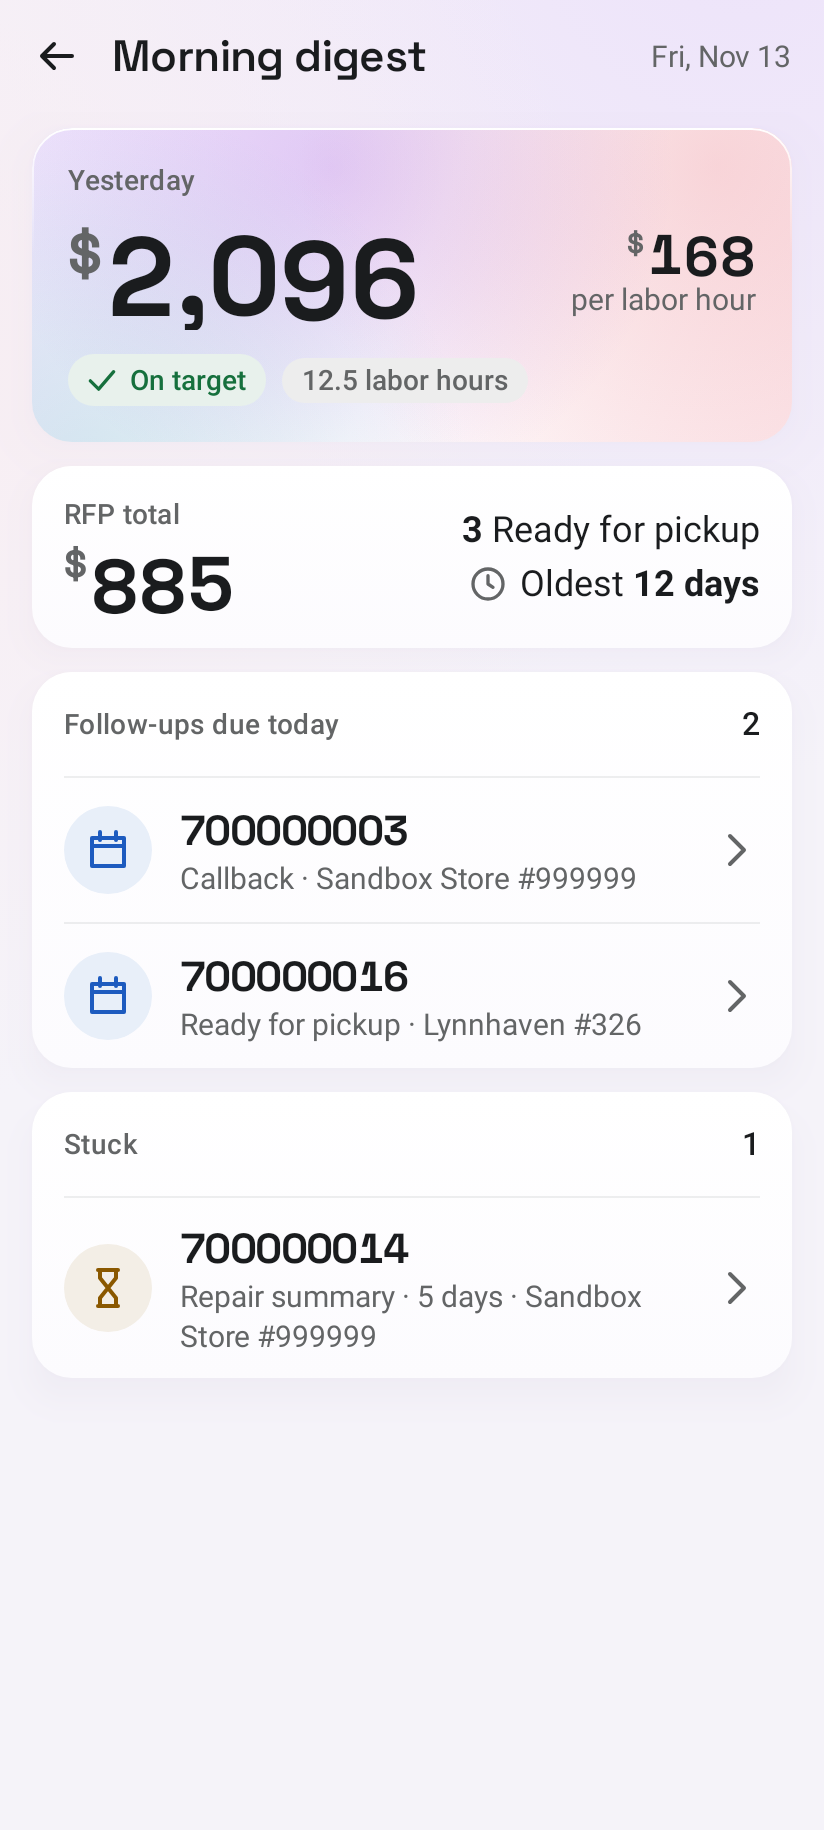 Morning digest
Fri, Nov 13
Yesterday
$2,096
$168
per labor hour
On target
12.5 labor hours
RFP total
$885
3 Ready for pickup
Oldest 12 days
Follow-ups due today
2
700000003
Callback · Sandbox Store #999999
700000016
Ready for pickup · Lynnhaven #326
Stuck
1
700000014
Repair summary · 5 days · Sandbox
Store #999999